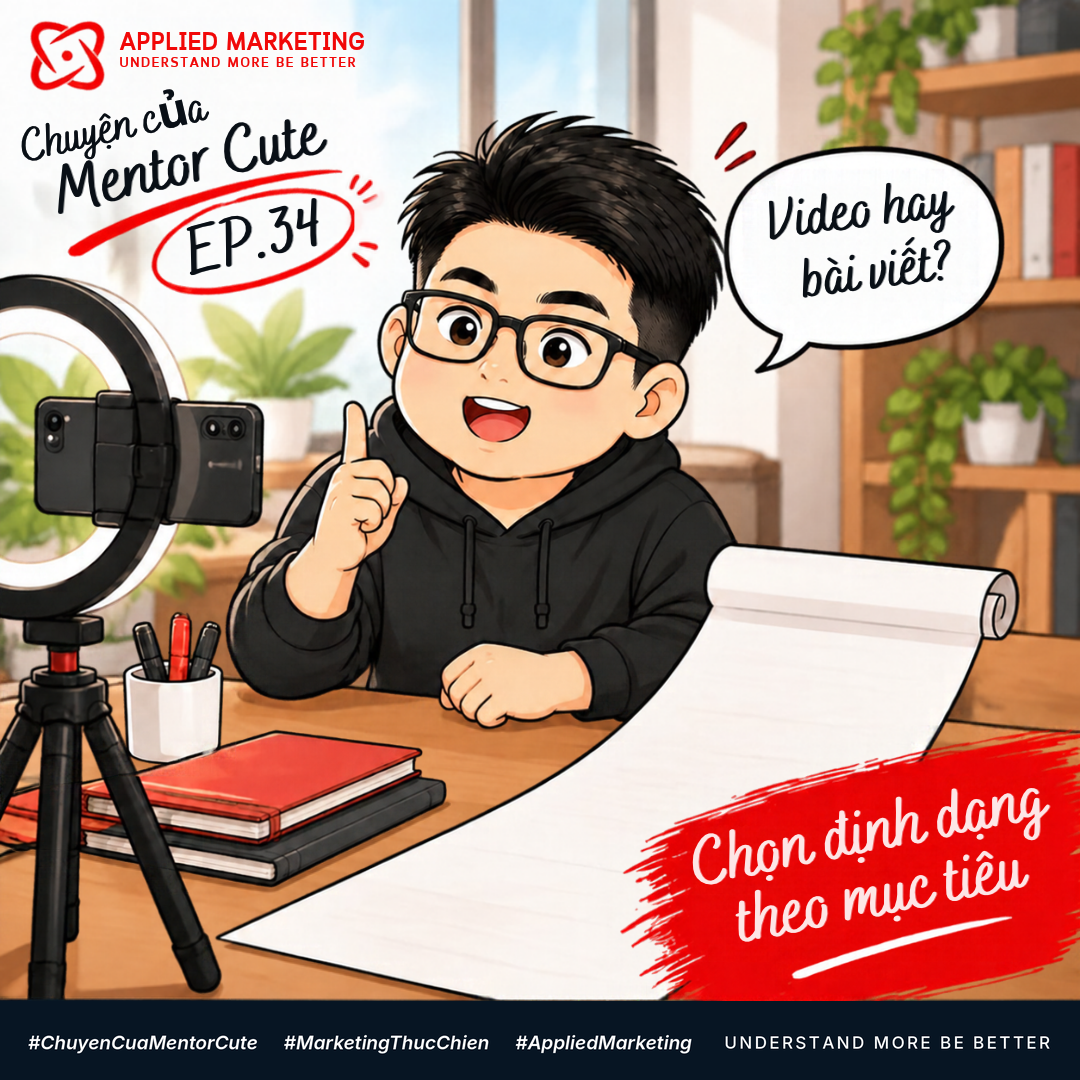 APPLIED MARKETING
UNDERSTAND MORE BE BETTER
Chuyện của
Mentor Cute
EP.34
Video hay
bài viết?
Chọn định dạng
theo mục tiêu
#ChuyenCuaMentorCute #MarketingThucChien #AppliedMarketing UNDERSTAND MORE BE BETTER